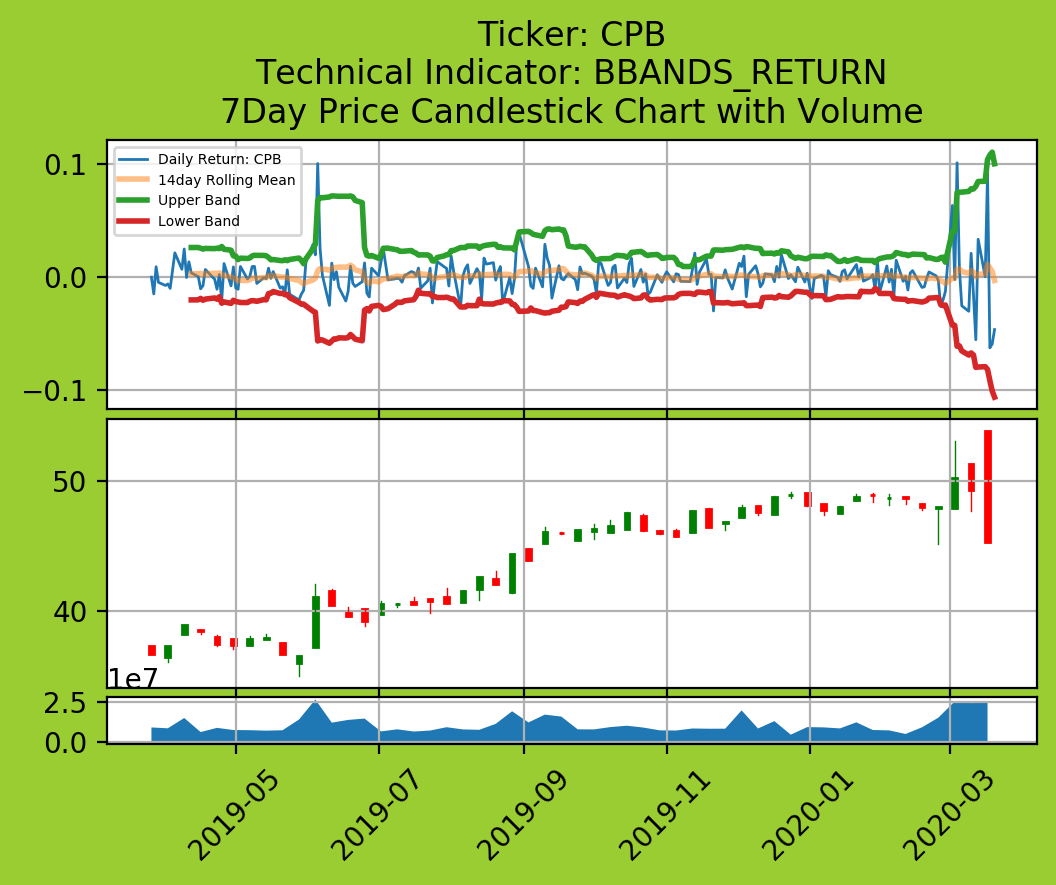 Ticker: CPB
Technical Indicator: BBANDS_RETURN
7Day Price Candlestick Chart with Volume
0.1
0.0
−0.1
Daily Return: CPB
14day Rolling Mean
Upper Band
Lower Band
50
40
1e7
2.5
0.0
2019-05
2019-07
2019-09
2019-11
2020-01
2020-03